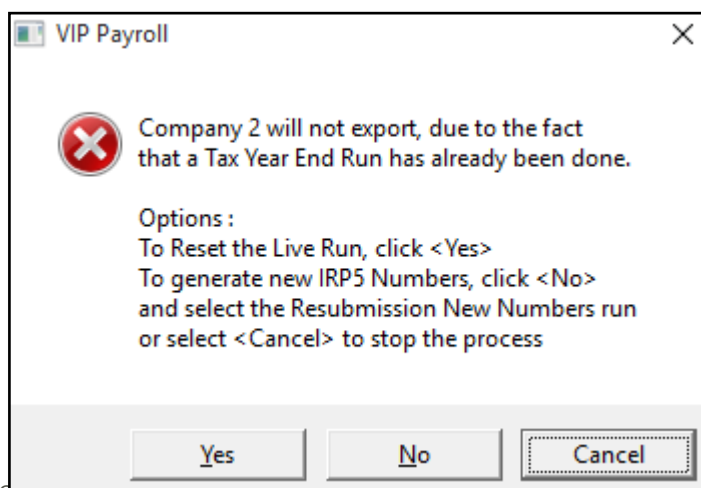 VIP Payroll
Company 2 will not export, due to the fact
that a Tax Year End Run has already been done.
Options :
To Reset the Live Run, click <Yes>
To generate new IRP5 Numbers, click <No>
and select the Resubmission New Numbers run
or select <Cancel> to stop the process
Yes
No
Cancel